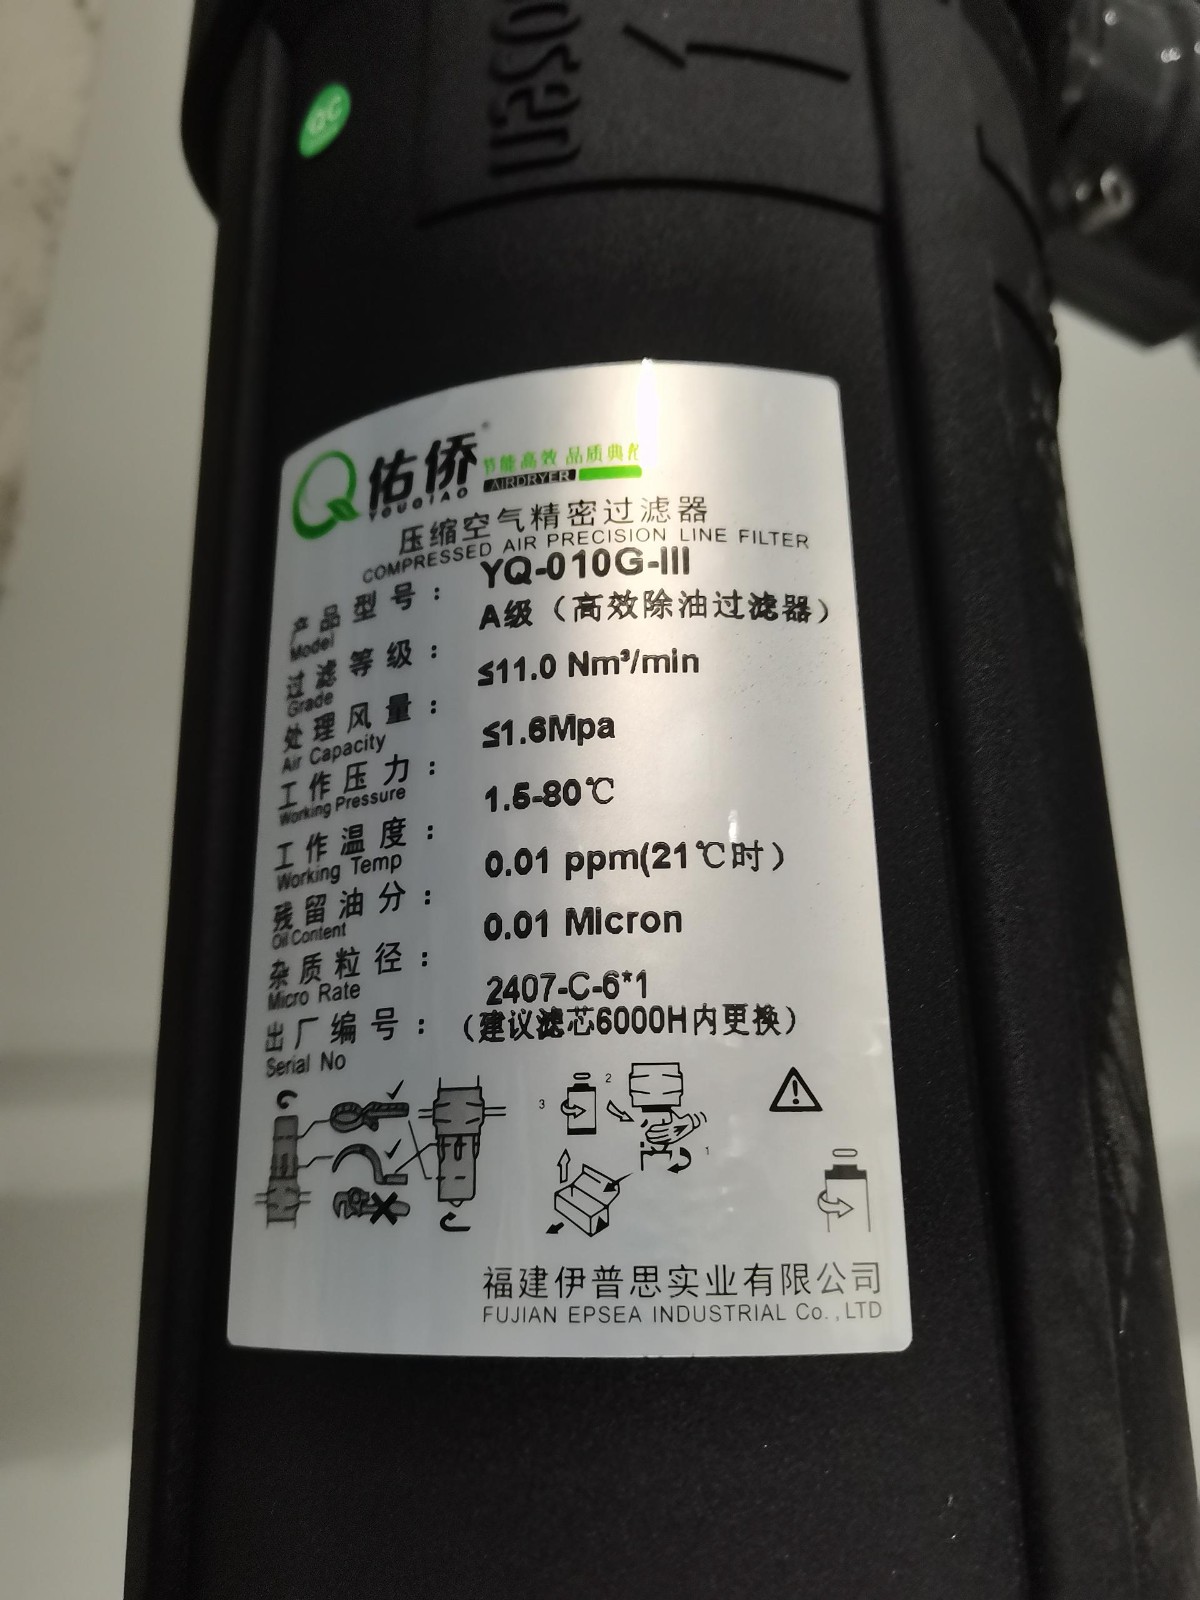 osen
QC
佑侨®
YOUQIAO
节能高效 品质典范
AIRDRYER
压缩空气精密过滤器
COMPRESSED AIR PRECISION LINE FILTER
产品型号: YQ-010G-III
Model
过滤等级: A级（高效除油过滤器）
Grade
处理风量: ≤11.0 Nm³/min
Air Capacity
工作压力: ≤1.6Mpa
Working Pressure
工作温度: 1.5-80℃
Working Temp
残留油分: 0.01 ppm(21℃时）
Oil Content
杂质粒径: 0.01 Micron
Micro Rate
出厂编号: 2407-C-6*1
Serial No
（建议滤芯6000H内更换）
3
2
1
福建伊普思实业有限公司
FUJIAN EPSEA INDUSTRIAL Co.,LTD